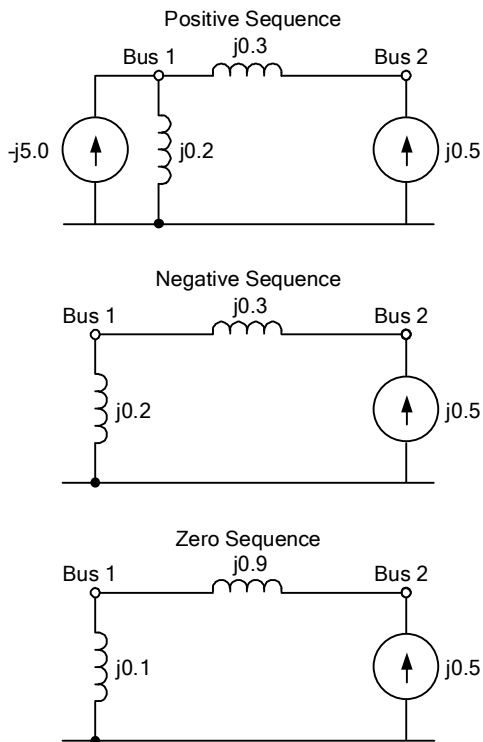 Positive Sequence
Bus 1
j0.3
Bus 2
-j5.0
j0.2
j0.5
Negative Sequence
j0.3
Bus 1
Bus 2
j0.2
j0.5
Zero Sequence
j0.9
Bus 1
Bus 2
j0.1
j0.5